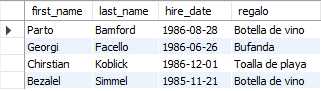 first_name last_name hire_date regalo
Parto Bamford 1986-08-28 Botella de vino
Georgi Facello 1986-06-26 Bufanda
Chirstian Koblick 1986-12-01 Toalla de playa
Bezalel Simmel 1985-11-21 Botella de vino